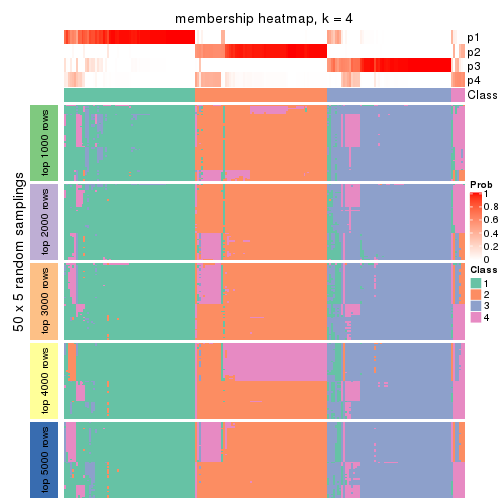 membership heatmap, k = 4
p1
p2
p3
p4
Class
50 x 5 random samplings
top 1000 rows
top 2000 rows
top 3000 rows
top 4000 rows
top 5000 rows
Prob
1
0.8
0.6
0.4
0.2
0
Class
1
2
3
4